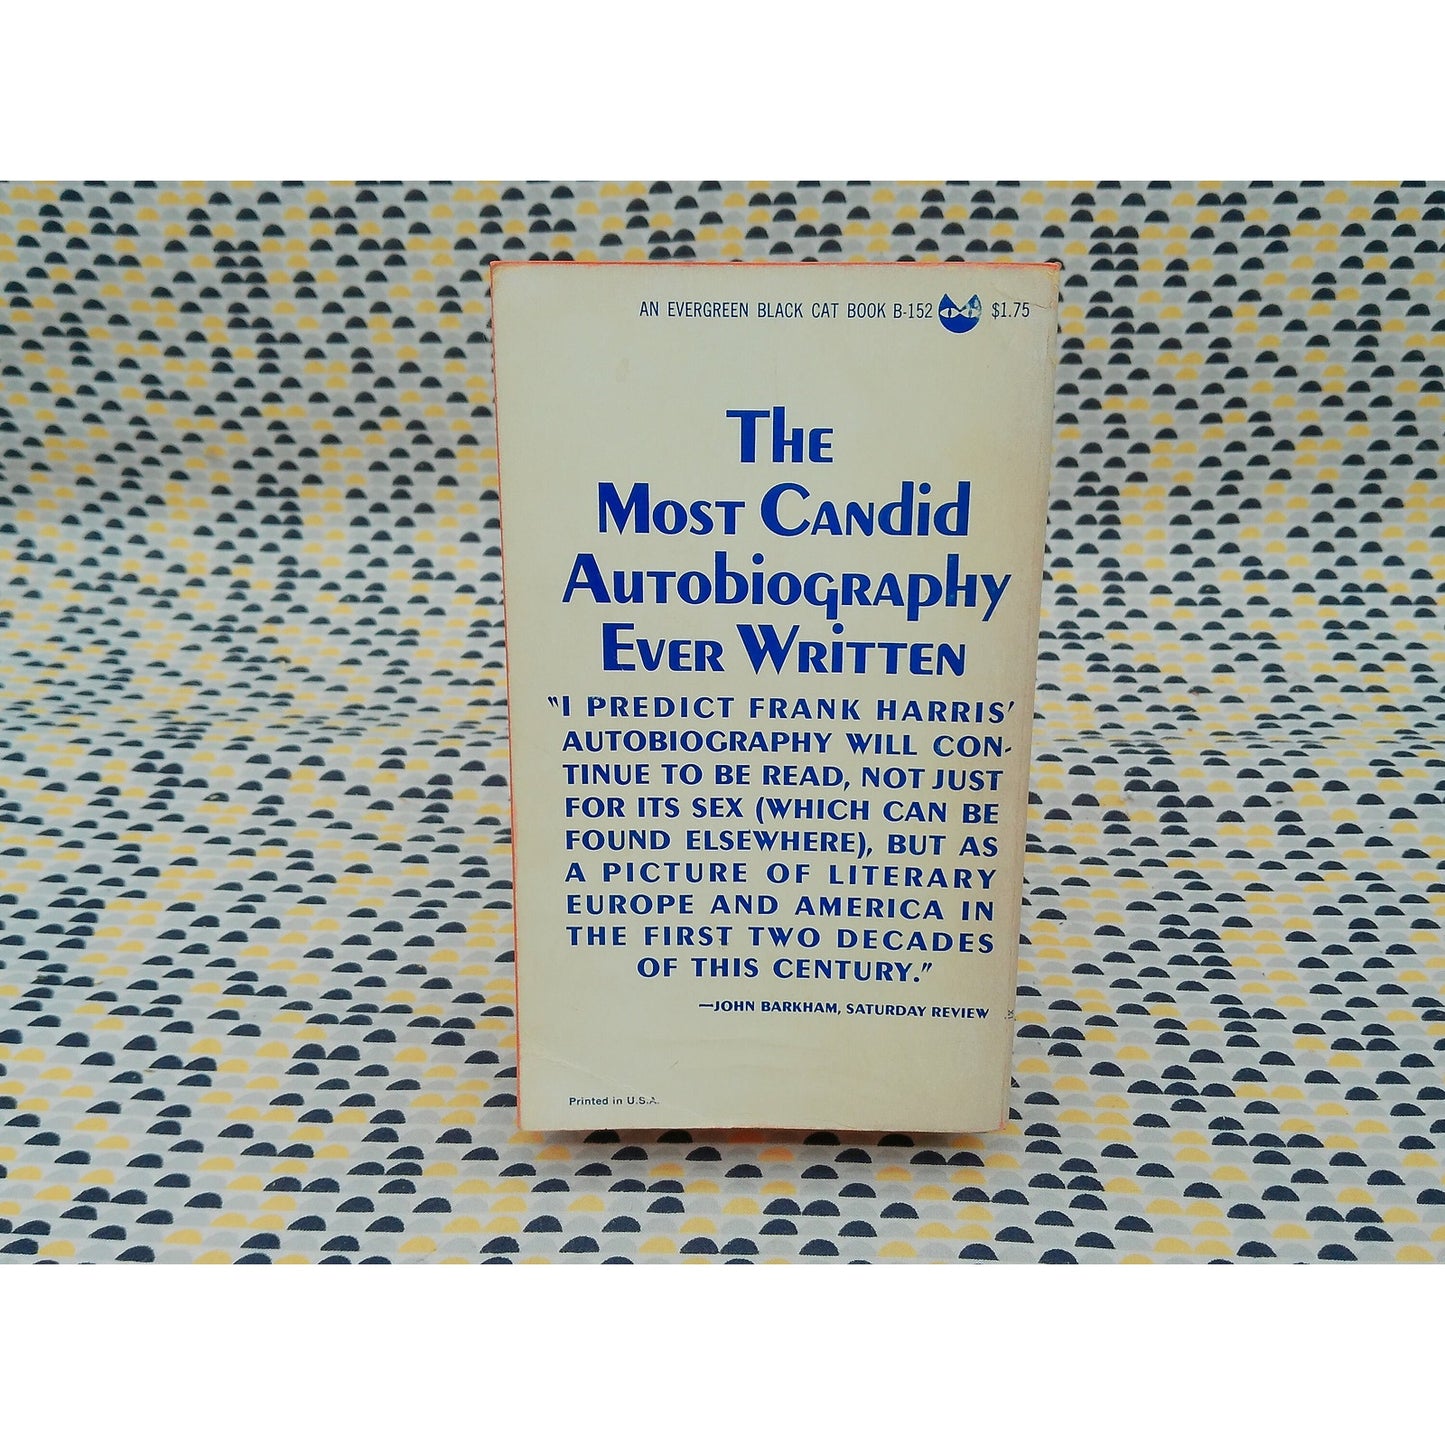 AN EVERGREEN BLACK CAT BOOK B-152 $1.75
The
Most Candid
Autobiography
Ever Written
"I PREDICT FRANK HARRIS'
AUTOBIOGRAPHY WILL CON-
TINUE TO BE READ, NOT JUST
FOR ITS SEX (WHICH CAN BE
FOUND ELSEWHERE), BUT AS
A PICTURE OF LITERARY
EUROPE AND AMERICA IN
THE FIRST TWO DECADES
OF THIS CENTURY."
—JOHN BARKHAM, SATURDAY REVIEW
Printed in U.S.A.